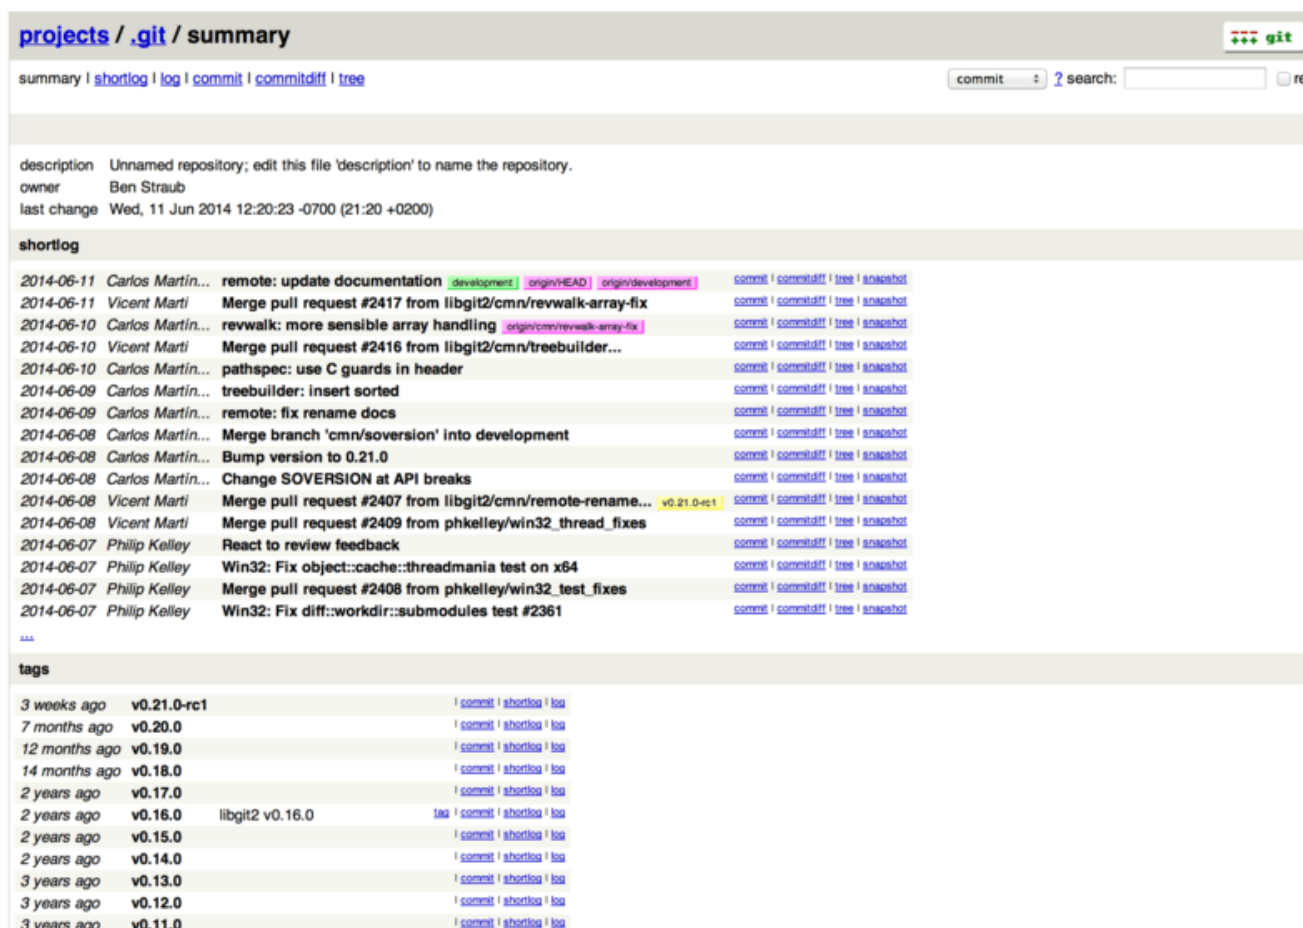 projects / .git / summary
git
summary | shortlog | log | commit | commitdiff | tree
commit ? search: re
description Unnamed repository; edit this file 'description' to name the repository.
owner Ben Straub
last change Wed, 11 Jun 2014 12:20:23 -0700 (21:20 +0200)
shortlog
2014-06-11 Carlos Martín... remote: update documentation development origin/HEAD origin/development commit | commitdiff | tree | snapshot
2014-06-11 Vicent Marti Merge pull request #2417 from libgit2/cmn/revwalk-array-fix commit | commitdiff | tree | snapshot
2014-06-10 Carlos Martín... revwalk: more sensible array handling origin/cmn/revwalk-array-fix commit | commitdiff | tree | snapshot
2014-06-10 Vicent Marti Merge pull request #2416 from libgit2/cmn/treebuilder... commit | commitdiff | tree | snapshot
2014-06-10 Carlos Martín... pathspec: use C guards in header commit | commitdiff | tree | snapshot
2014-06-09 Carlos Martín... treebuilder: insert sorted commit | commitdiff | tree | snapshot
2014-06-09 Carlos Martín... remote: fix rename docs commit | commitdiff | tree | snapshot
2014-06-08 Carlos Martín... Merge branch 'cmn/soversion' into development commit | commitdiff | tree | snapshot
2014-06-08 Carlos Martín... Bump version to 0.21.0 commit | commitdiff | tree | snapshot
2014-06-08 Carlos Martín... Change SOVERSION at API breaks commit | commitdiff | tree | snapshot
2014-06-08 Vicent Marti Merge pull request #2407 from libgit2/cmn/remote-rename... v0.21.0-rc1 commit | commitdiff | tree | snapshot
2014-06-08 Vicent Marti Merge pull request #2409 from phkelley/win32_thread_fixes commit | commitdiff | tree | snapshot
2014-06-07 Philip Kelley React to review feedback commit | commitdiff | tree | snapshot
2014-06-07 Philip Kelley Win32: Fix object::cache::threadmania test on x64 commit | commitdiff | tree | snapshot
2014-06-07 Philip Kelley Merge pull request #2408 from phkelley/win32_test_fixes commit | commitdiff | tree | snapshot
2014-06-07 Philip Kelley Win32: Fix diff::workdir::submodules test #2361 commit | commitdiff | tree | snapshot
...
tags
3 weeks ago v0.21.0-rc1 | commit | shortlog | log
7 months ago v0.20.0 | commit | shortlog | log
12 months ago v0.19.0 | commit | shortlog | log
14 months ago v0.18.0 | commit | shortlog | log
2 years ago v0.17.0 | commit | shortlog | log
2 years ago v0.16.0 libgit2 v0.16.0 tag | commit | shortlog | log
2 years ago v0.15.0 | commit | shortlog | log
2 years ago v0.14.0 | commit | shortlog | log
3 years ago v0.13.0 | commit | shortlog | log
3 years ago v0.12.0 | commit | shortlog | log
3 years ago v0.11.0 | commit | shortlog | log